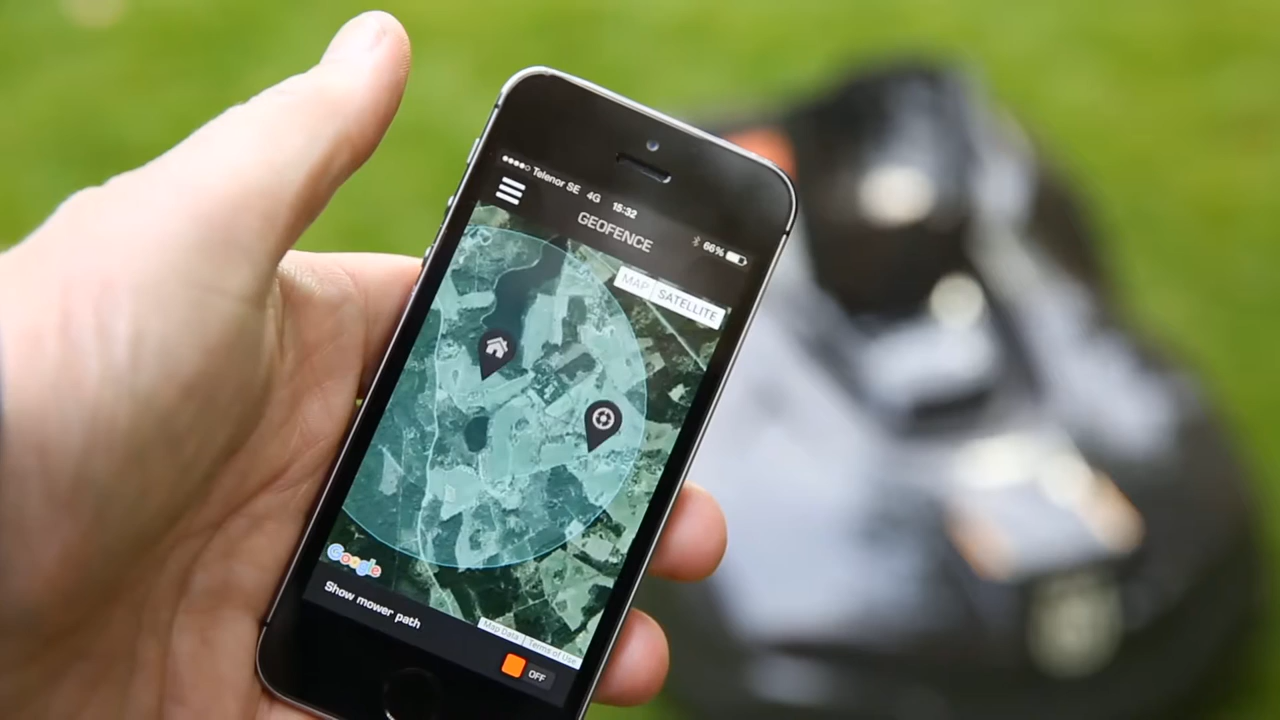 Telenor SE 4G 15:32 66%
GEOFENCE
MAP SATELLITE
Google
Show mower path
Map Data Terms of Use
OFF